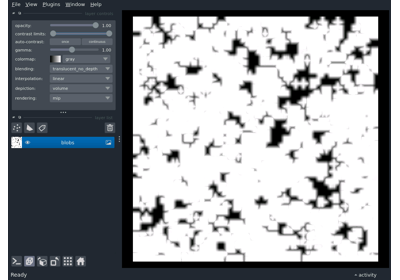 File View Plugins Window Help
opacity: 1.00
contrast limits:
auto-contrast: once continuous
gamma: 1.00
colormap: gray
blending: translucent_no_depth
interpolation: linear
depiction: volume
rendering: mip
blobs
Ready activity